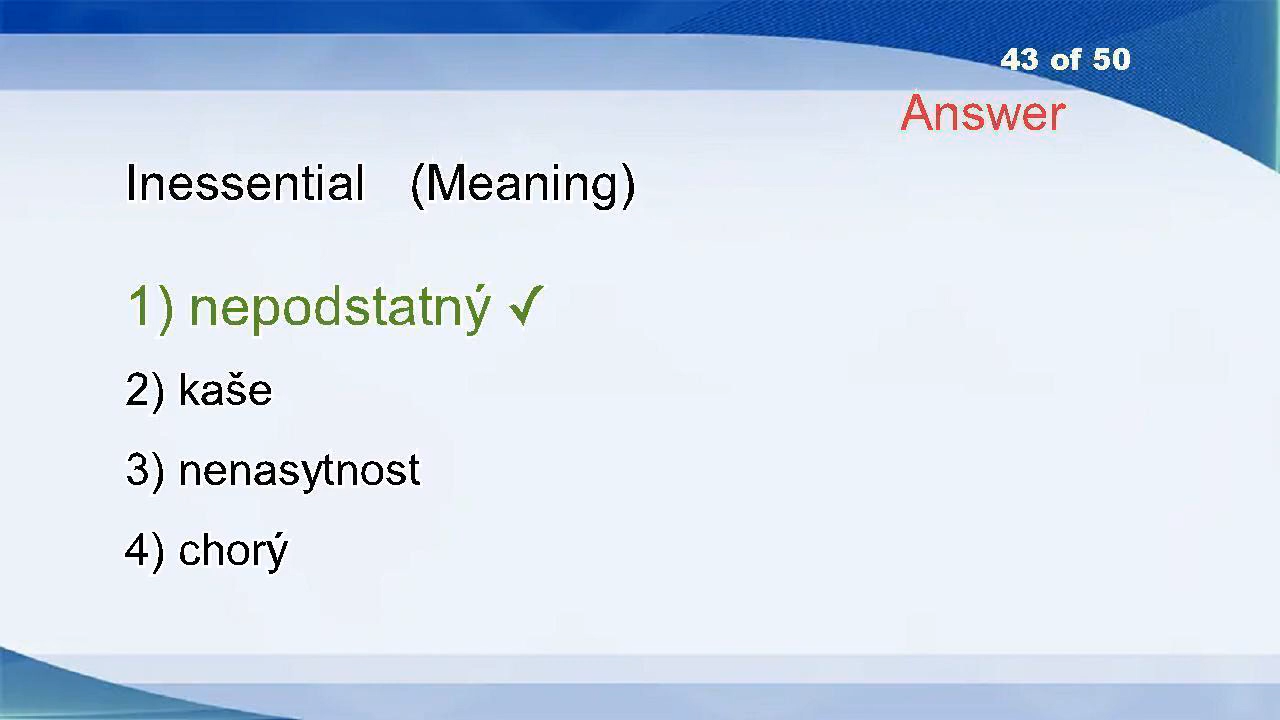 43 of 50
Answer
Inessential (Meaning)
1) nepodstatný ✓
2) kaše
3) nenasytnost
4) chorý